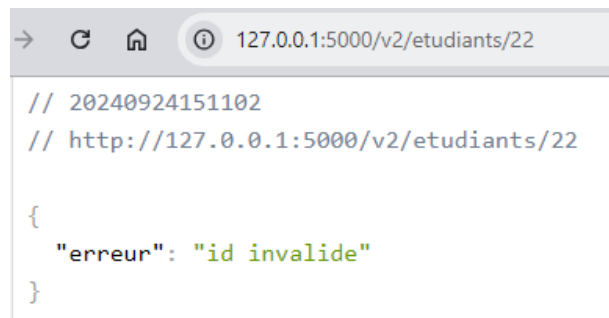 127.0.0.1:5000/v2/etudiants/22
// 20240924151102
// http://127.0.0.1:5000/v2/etudiants/22
{
"erreur": "id invalide"
}